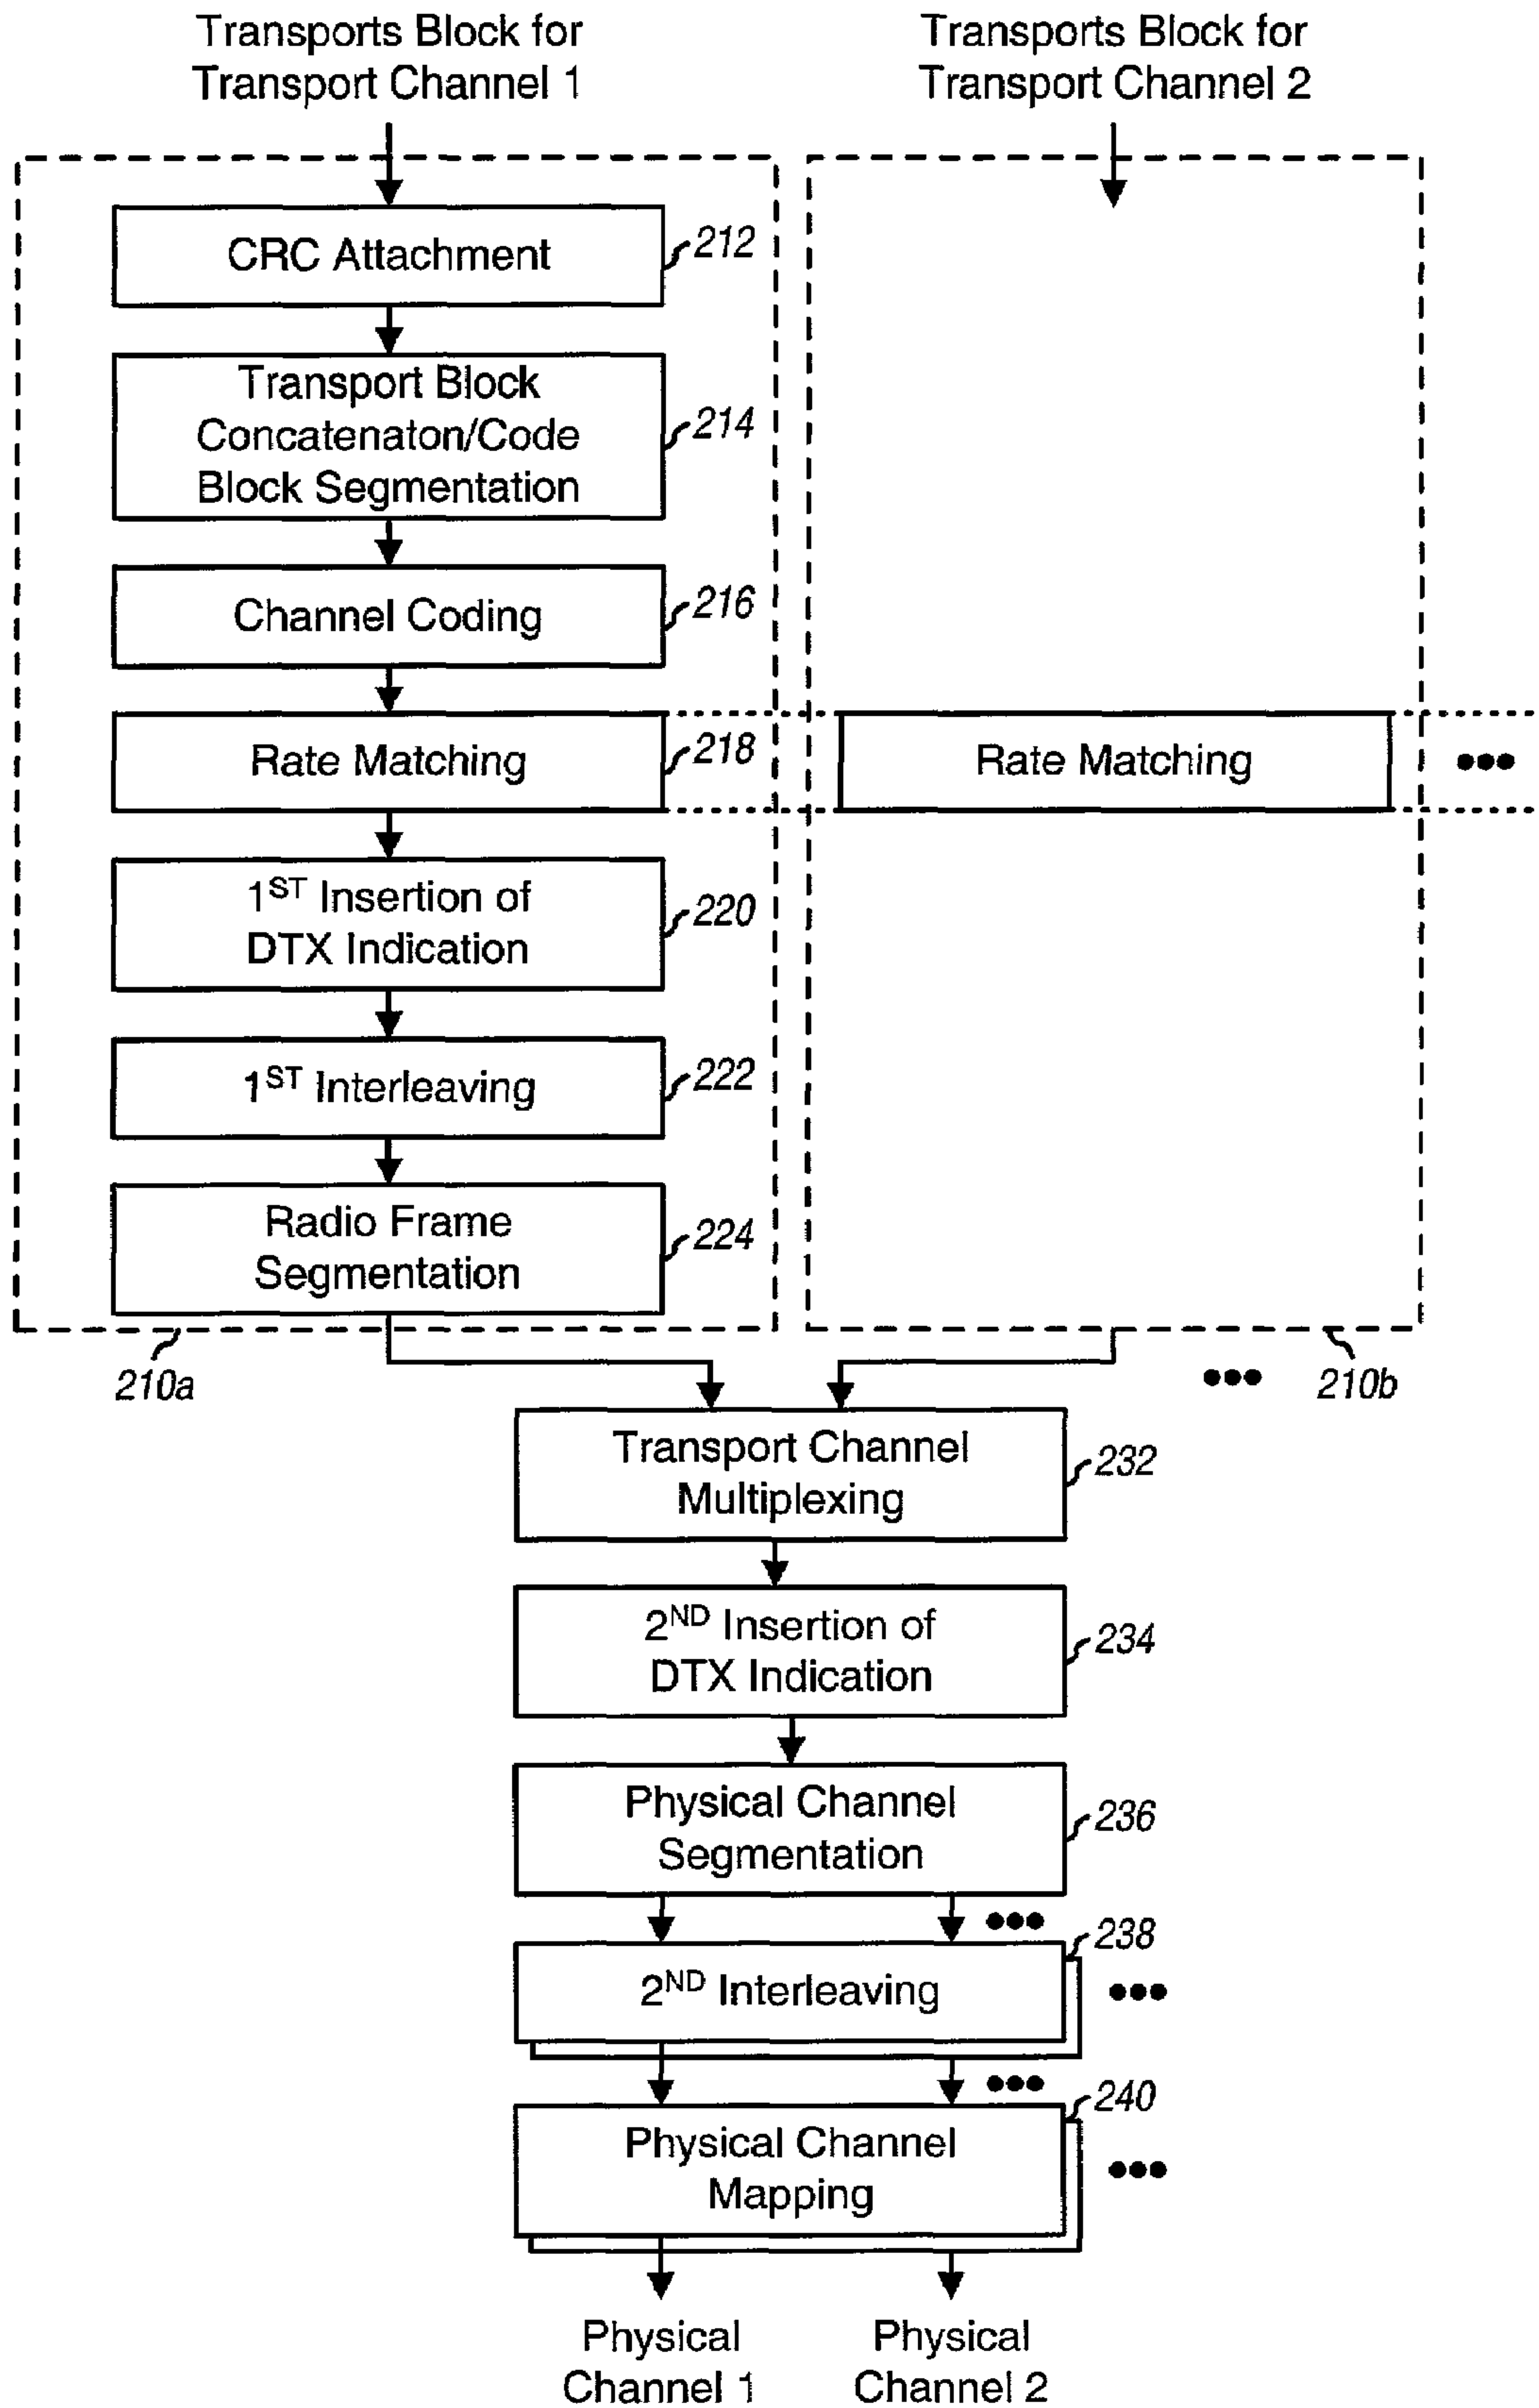 Transports Block for
Transport Channel 1
Transports Block for
Transport Channel 2
CRC Attachment
212
Transport Block
Concatenaton/Code
Block Segmentation
214
Channel Coding
216
Rate Matching
218
Rate Matching
1ST Insertion of
DTX Indication
220
1ST Interleaving
222
Radio Frame
Segmentation
224
210a
210b
Transport Channel
Multiplexing
232
2ND Insertion of
DTX Indication
234
Physical Channel
Segmentation
236
2ND Interleaving
238
Physical Channel
Mapping
240
Physical
Channel 1
Physical
Channel 2